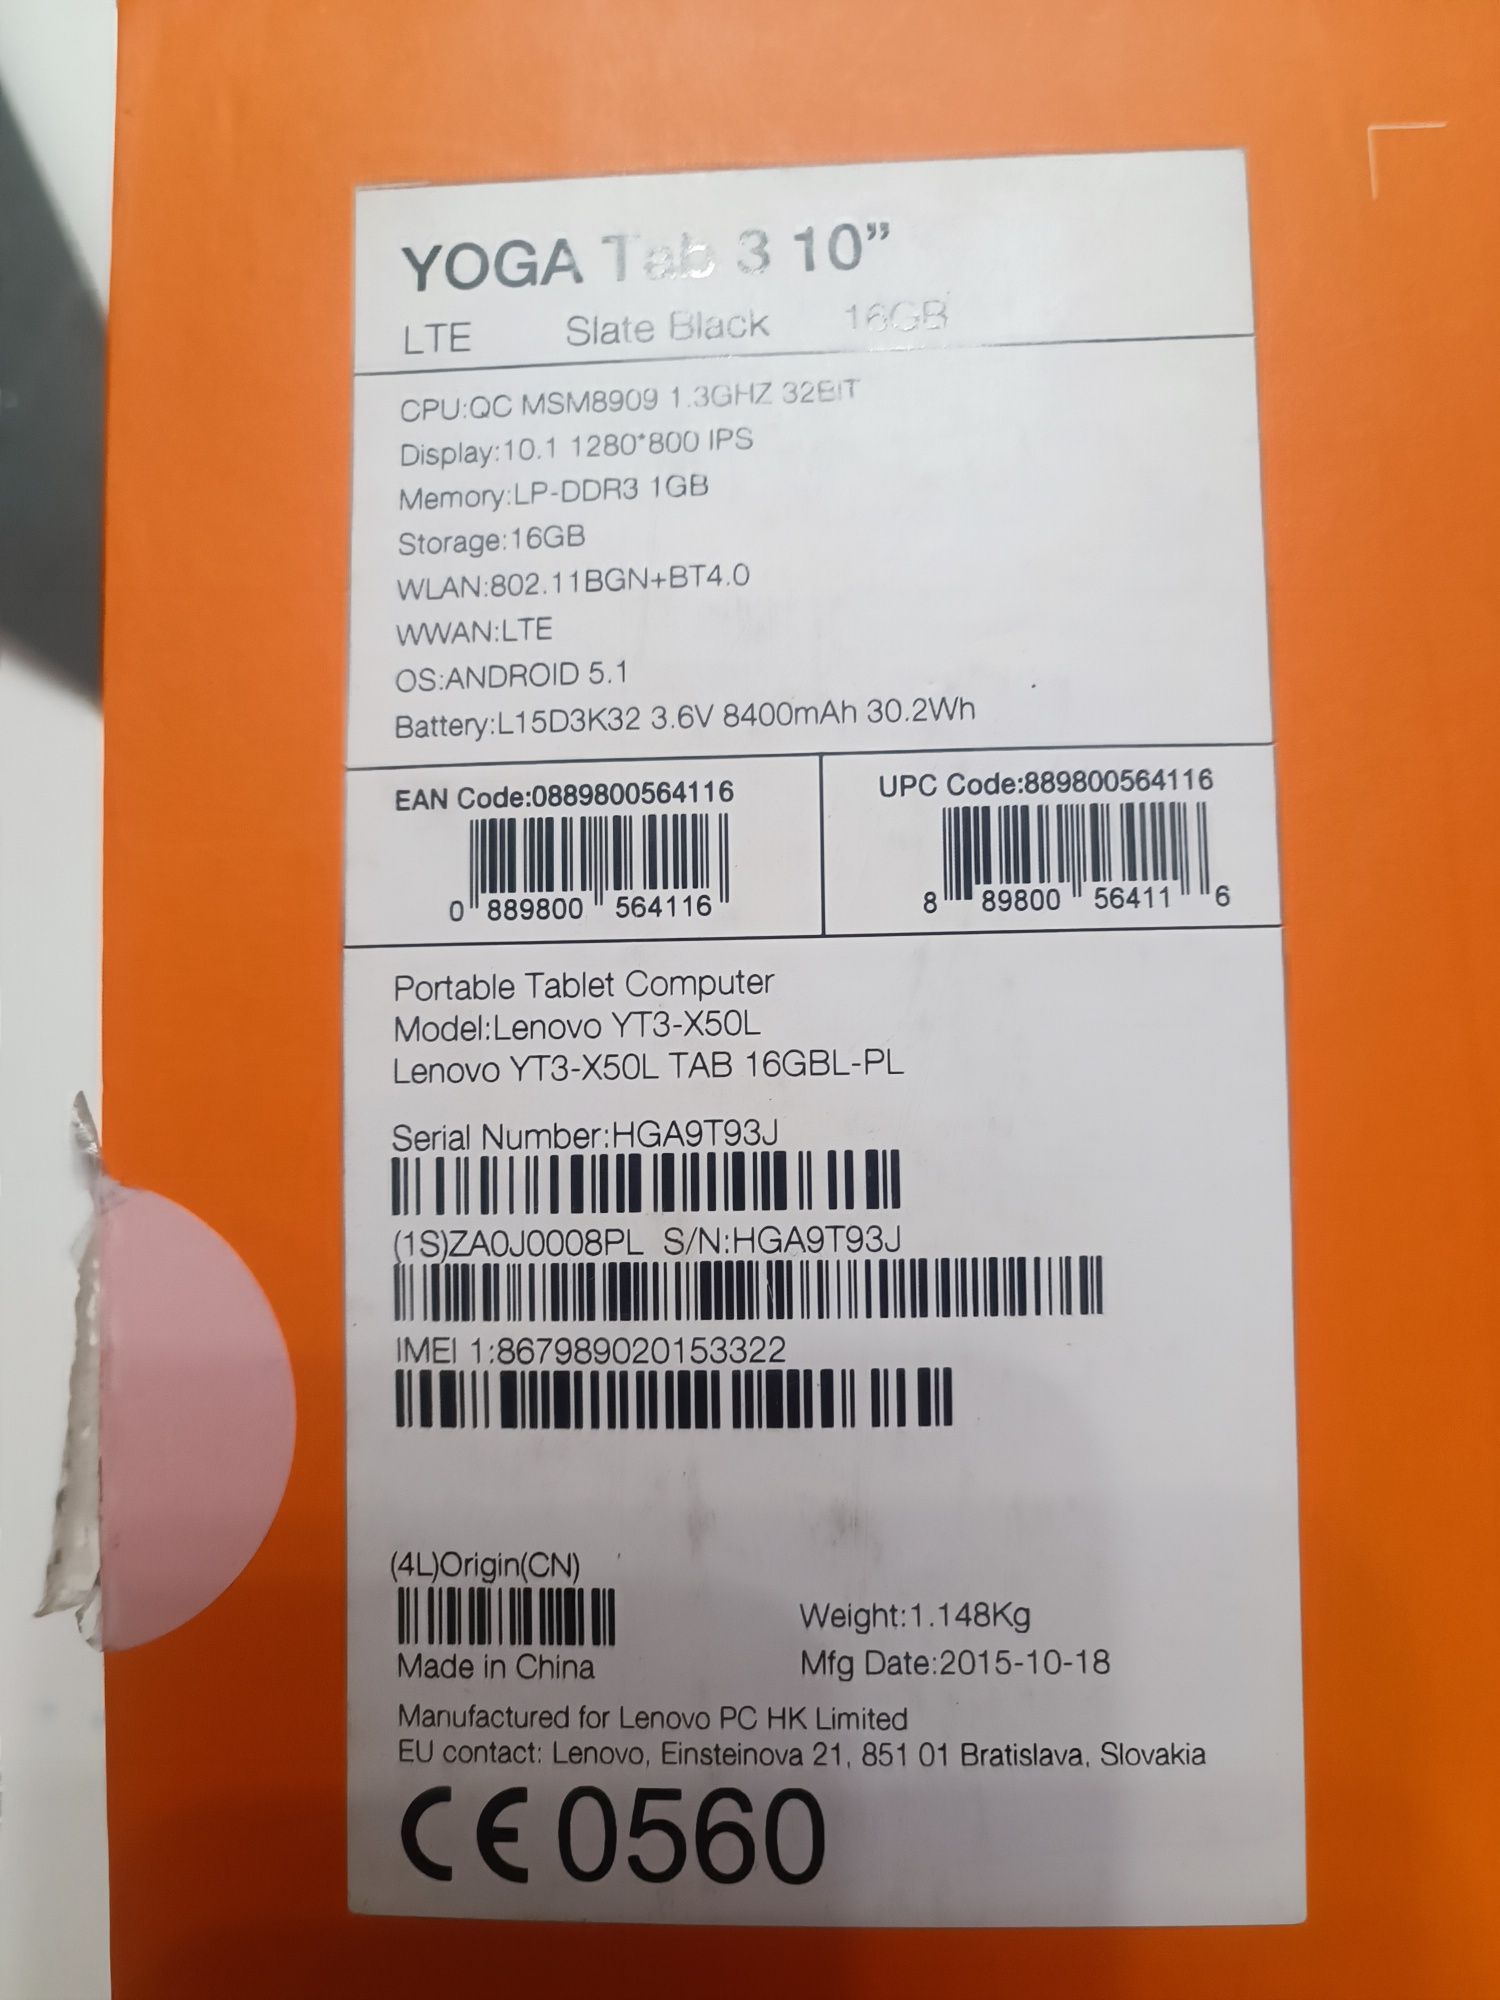 YOGA Tab 3 10”
LTE Slate Black 16GB
CPU:QC MSM8909 1.3GHZ 32BIT
Display:10.1 1280*800 IPS
Memory:LP-DDR3 1GB
Storage:16GB
WLAN:802.11BGN+BT4.0
WWAN:LTE
OS:ANDROID 5.1
Battery:L15D3K32 3.6V 8400mAh 30.2Wh
EAN Code:0889800564116
0 889800 564116
UPC Code:889800564116
8 89800 56411 6
Portable Tablet Computer
Model:Lenovo YT3-X50L
Lenovo YT3-X50L TAB 16GBL-PL
Serial Number:HGA9T93J
(1S)ZA0J0008PL S/N:HGA9T93J
IMEI 1:867989020153322
(4L)Origin(CN)
Made in China
Weight:1.148Kg
Mfg Date:2015-10-18
Manufactured for Lenovo PC HK Limited
EU contact: Lenovo, Einsteinova 21, 851 01 Bratislava, Slovakia
CE0560